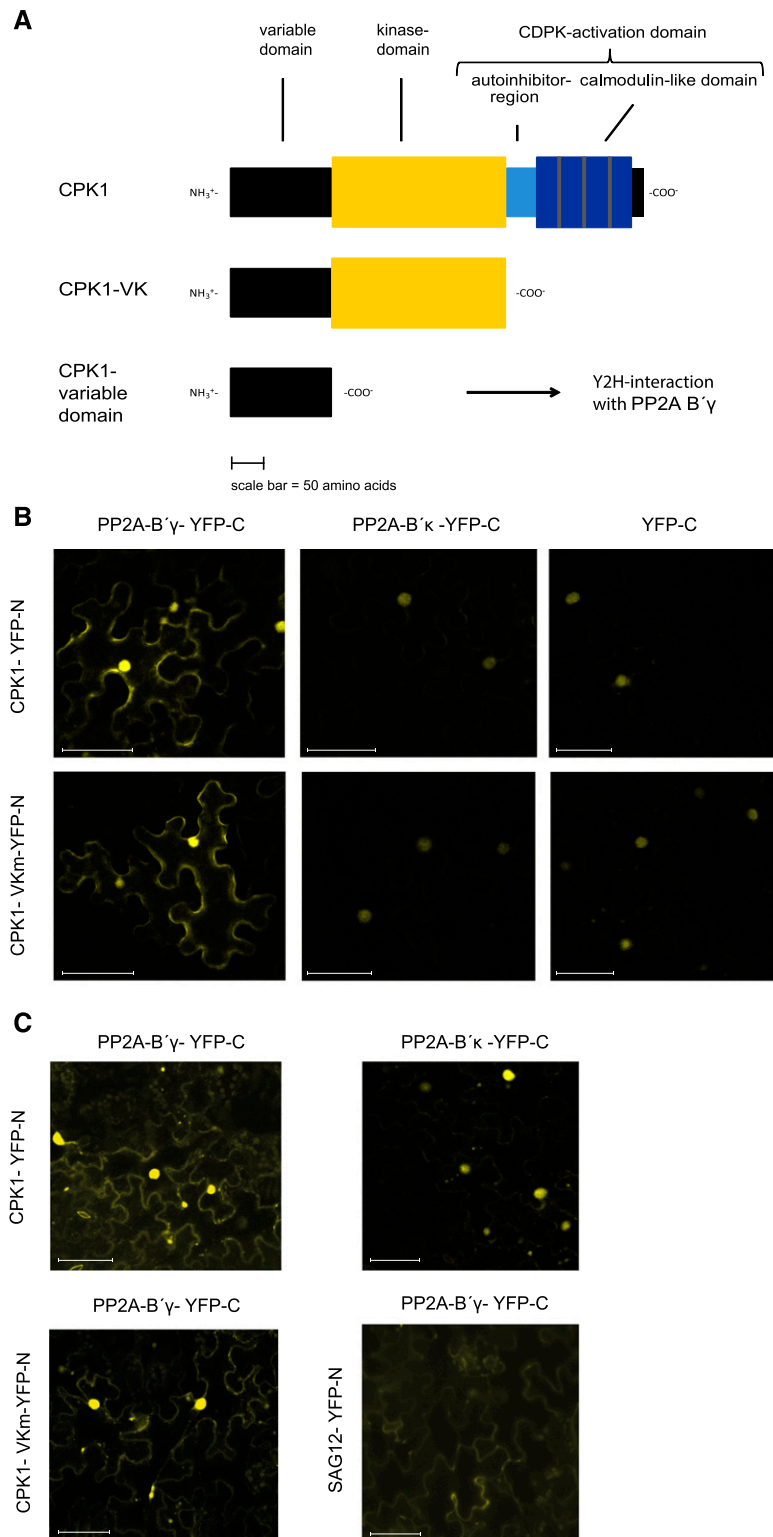 A
variable
domain
kinase-
domain
CDPK-activation domain
autoinhibitor-
region
calmodulin-like domain
CPK1
NH₃⁺-
-COO⁻
CPK1-VK
NH₃⁺-
-COO⁻
CPK1-
variable
domain
NH₃⁺-
-COO⁻
Y2H-interaction
with PP2A B´γ
scale bar = 50 amino acids
B
PP2A-B´γ- YFP-C
PP2A-B´κ -YFP-C
YFP-C
CPK1- YFP-N
CPK1- VKm-YFP-N
C
PP2A-B´γ- YFP-C
PP2A-B´κ -YFP-C
CPK1- YFP-N
PP2A-B´γ- YFP-C
PP2A-B´γ- YFP-C
CPK1- VKm-YFP-N
SAG12- YFP-N